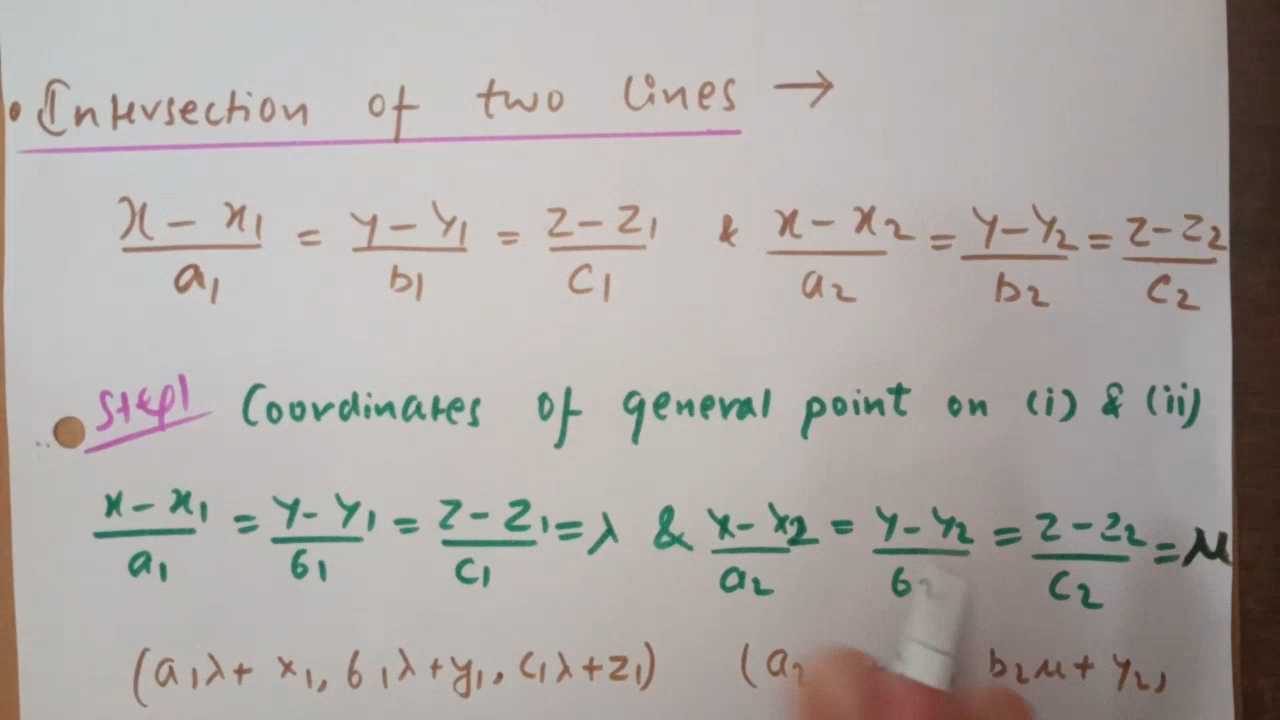 • Intersection of two lines →
x - x₁ / a₁ = y - y₁ / b₁ = z - z₁ / c₁ & x - x₂ / a₂ = y - y₂ / b₂ = z - z₂ / c₂
Step1 Coordinates of general point on (i) & (ii)
x - x₁ / a₁ = y - y₁ / b₁ = z - z₁ / c₁ = λ & x - x₂ / a₂ = y - y₂ / b₂ = z - z₂ / c₂ = μ
(a₁λ + x₁, b₁λ + y₁, c₁λ + z₁) (a₂ b₂μ + y₂,